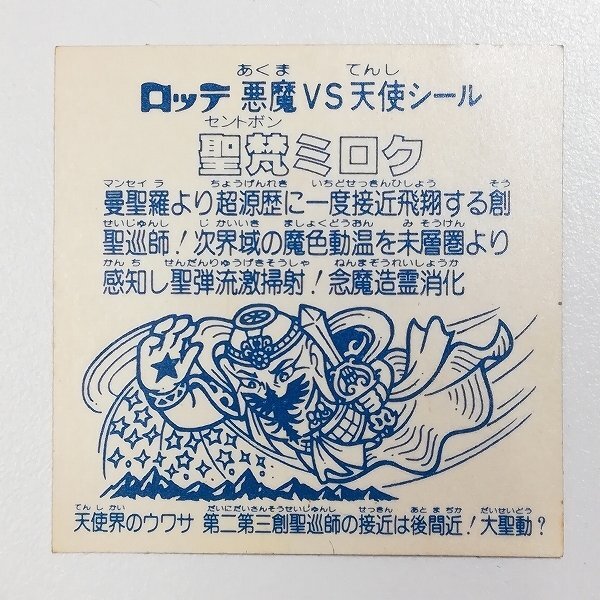 あくま てんし
ロッテ 悪魔VS天使シール
セントボン
聖梵ミロク
マンセイラ ちょうげんれき いちどせっきんひしょう そう
曼聖羅より超源歴に一度接近飛翔する創
せいじゅんし じかいいき ましょくどうおん みそうけん
聖巡師！次界域の魔色動温を未層圏より
かんち せんだんりゅうげきそうしゃ ねんまぞうれいしょうか
感知し聖弾流激掃射！念魔造霊消化
てんしかい だいにだいさんそうせいじゅんし せっきん あとまぢか だいせいどう
天使界のウワサ 第二第三創聖巡師の接近は後間近！大聖動？